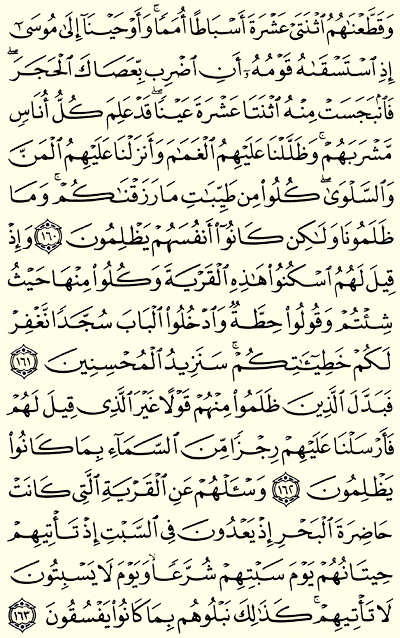 وَقَطَّعۡنَٰهُمُ ٱثۡنَتَيۡ عَشۡرَةَ أَسۡبَاطًا أُمَمٗاۚ وَأَوۡحَيۡنَآ إِلَىٰ مُوسَىٰٓ
إِذِ ٱسۡتَسۡقَىٰهُ قَوۡمُهُۥٓ أَنِ ٱضۡرِب بِّعَصَاكَ ٱلۡحَجَرَۖ
فَٱنۢبَجَسَتۡ مِنۡهُ ٱثۡنَتَا عَشۡرَةَ عَيۡنٗاۖ قَدۡ عَلِمَ كُلُّ أُنَاسٖ
مَّشۡرَبَهُمۡۚ وَظَلَّلۡنَا عَلَيۡهِمُ ٱلۡغَمَٰمَ وَأَنزَلۡنَا عَلَيۡهِمُ ٱلۡمَنَّ
وَٱلسَّلۡوَىٰۖ كُلُواْ مِن طَيِّبَٰتِ مَا رَزَقۡنَٰكُمۡۚ وَمَا
ظَلَمُونَا وَلَٰكِن كَانُوٓاْ أَنفُسَهُمۡ يَظۡلِمُونَ ١٦٠ وَإِذۡ
قِيلَ لَهُمُ ٱسۡكُنُواْ هَٰذِهِ ٱلۡقَرۡيَةَ وَكُلُواْ مِنۡهَا حَيۡثُ
شِئۡتُمۡ وَقُولُواْ حِطَّةٞ وَٱدۡخُلُواْ ٱلۡبَابَ سُجَّدٗا نَّغۡفِرۡ
لَكُمۡ خَطِيٓـَٰٔتِكُمۡۚ سَنَزِيدُ ٱلۡمُحۡسِنِينَ ١٦١
فَبَدَّلَ ٱلَّذِينَ ظَلَمُواْ مِنۡهُمۡ قَوۡلًا غَيۡرَ ٱلَّذِي قِيلَ لَهُمۡ
فَأَرۡسَلۡنَا عَلَيۡهِمۡ رِجۡزٗا مِّنَ ٱلسَّمَآءِ بِمَا كَانُواْ
يَظۡلِمُونَ ١٦٢ وَسۡـَٔلۡهُمۡ عَنِ ٱلۡقَرۡيَةِ ٱلَّتِي كَانَتۡ
حَاضِرَةَ ٱلۡبَحۡرِ إِذۡ يَعۡدُونَ فِي ٱلسَّبۡتِ إِذۡ تَأۡتِيهِمۡ
حِيتَانُهُمۡ يَوۡمَ سَبۡتِهِمۡ شُرَّعٗا وَيَوۡمَ لَا يَسۡبِتُونَ
لَا تَأۡتِيهِمۡۚ كَذَٰلِكَ نَبۡلُوهُم بِمَا كَانُواْ يَفۡسُقُونَ ١٦٣